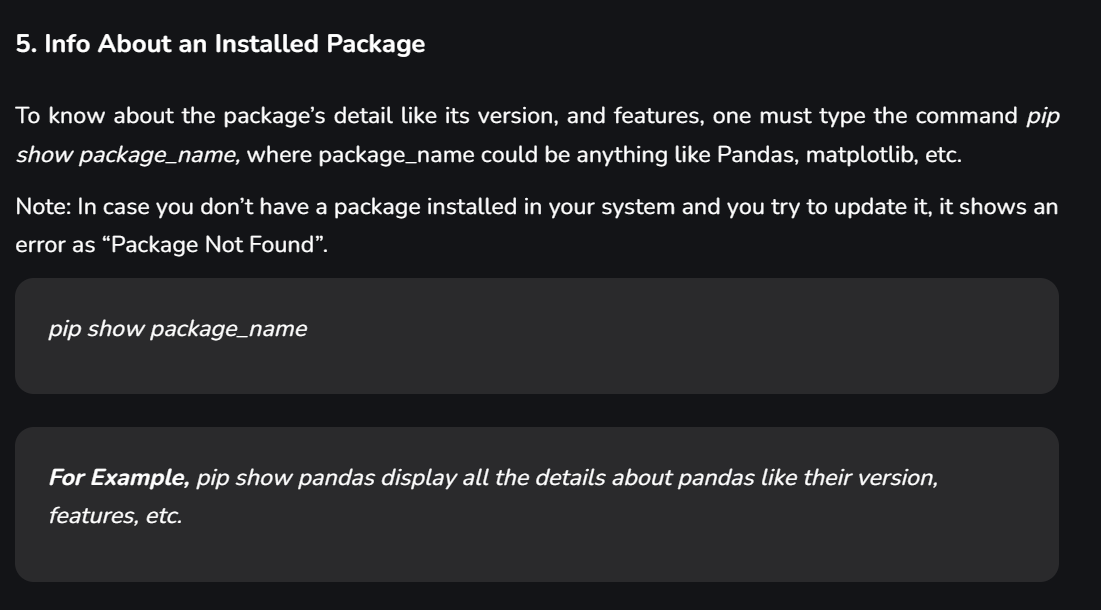 5. Info About an Installed Package
To know about the package’s detail like its version, and features, one must type the command pip
show package_name, where package_name could be anything like Pandas, matplotlib, etc.
Note: In case you don’t have a package installed in your system and you try to update it, it shows an
error as “Package Not Found”.
pip show package_name
For Example, pip show pandas display all the details about pandas like their version,
features, etc.